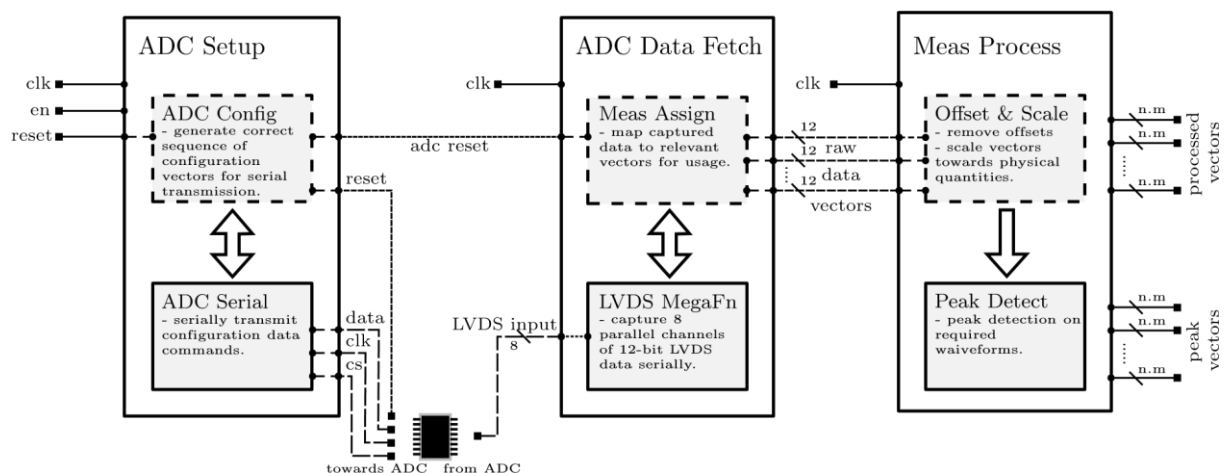 ADC Setup
clk
en
reset
ADC Config
- generate correct
sequence of
configuration
vectors for serial
transmission.
adc reset
reset
ADC Serial
- serially transmit
configuration data
commands.
data
clk
cs
towards ADC
from ADC
LVDS input
8
ADC Data Fetch
clk
Meas Assign
- map captured
data to relevant
vectors for usage.
LVDS MegaFn
- capture 8
parallel channels
of 12-bit LVDS
data serially.
12
12 raw
12 data
vectors
Meas Process
clk
Offset & Scale
- remove offsets
- scale vectors
towards physical
quantities.
Peak Detect
- peak detection on
required
waiveforms.
n.m
n.m
n.m
processed
vectors
n.m
n.m
n.m
peak
vectors